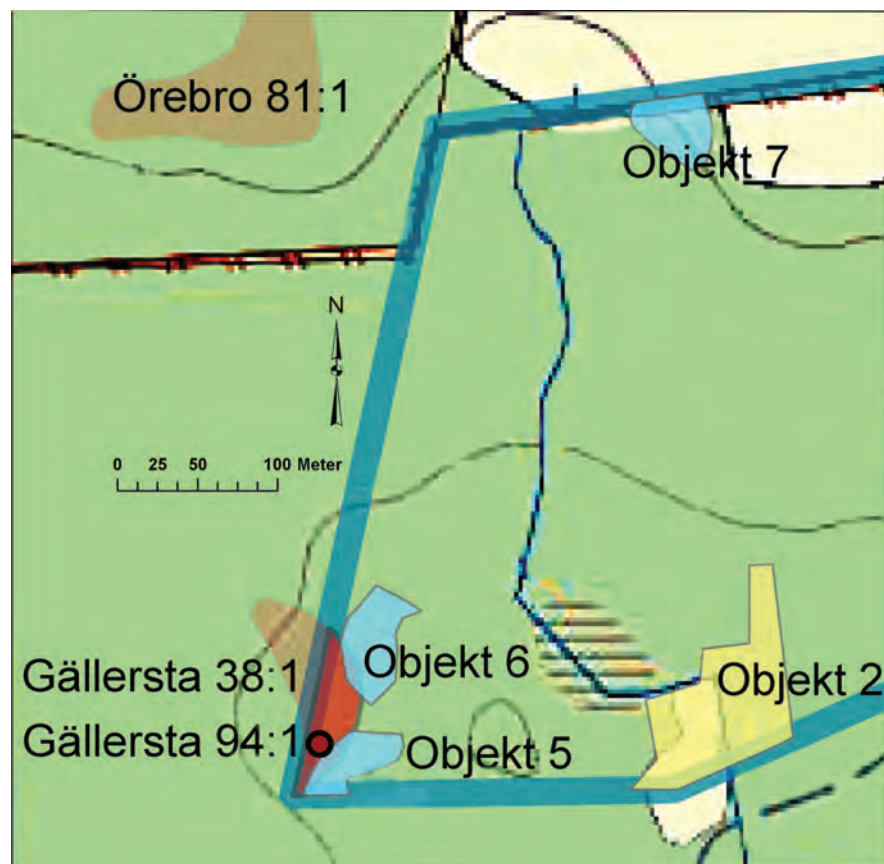 Örebro 81:1
Objekt 7
N
0 25 50 100 Meter
Gällersta 38:1
Objekt 6
Objekt 2
Gällersta 94:1
Objekt 5